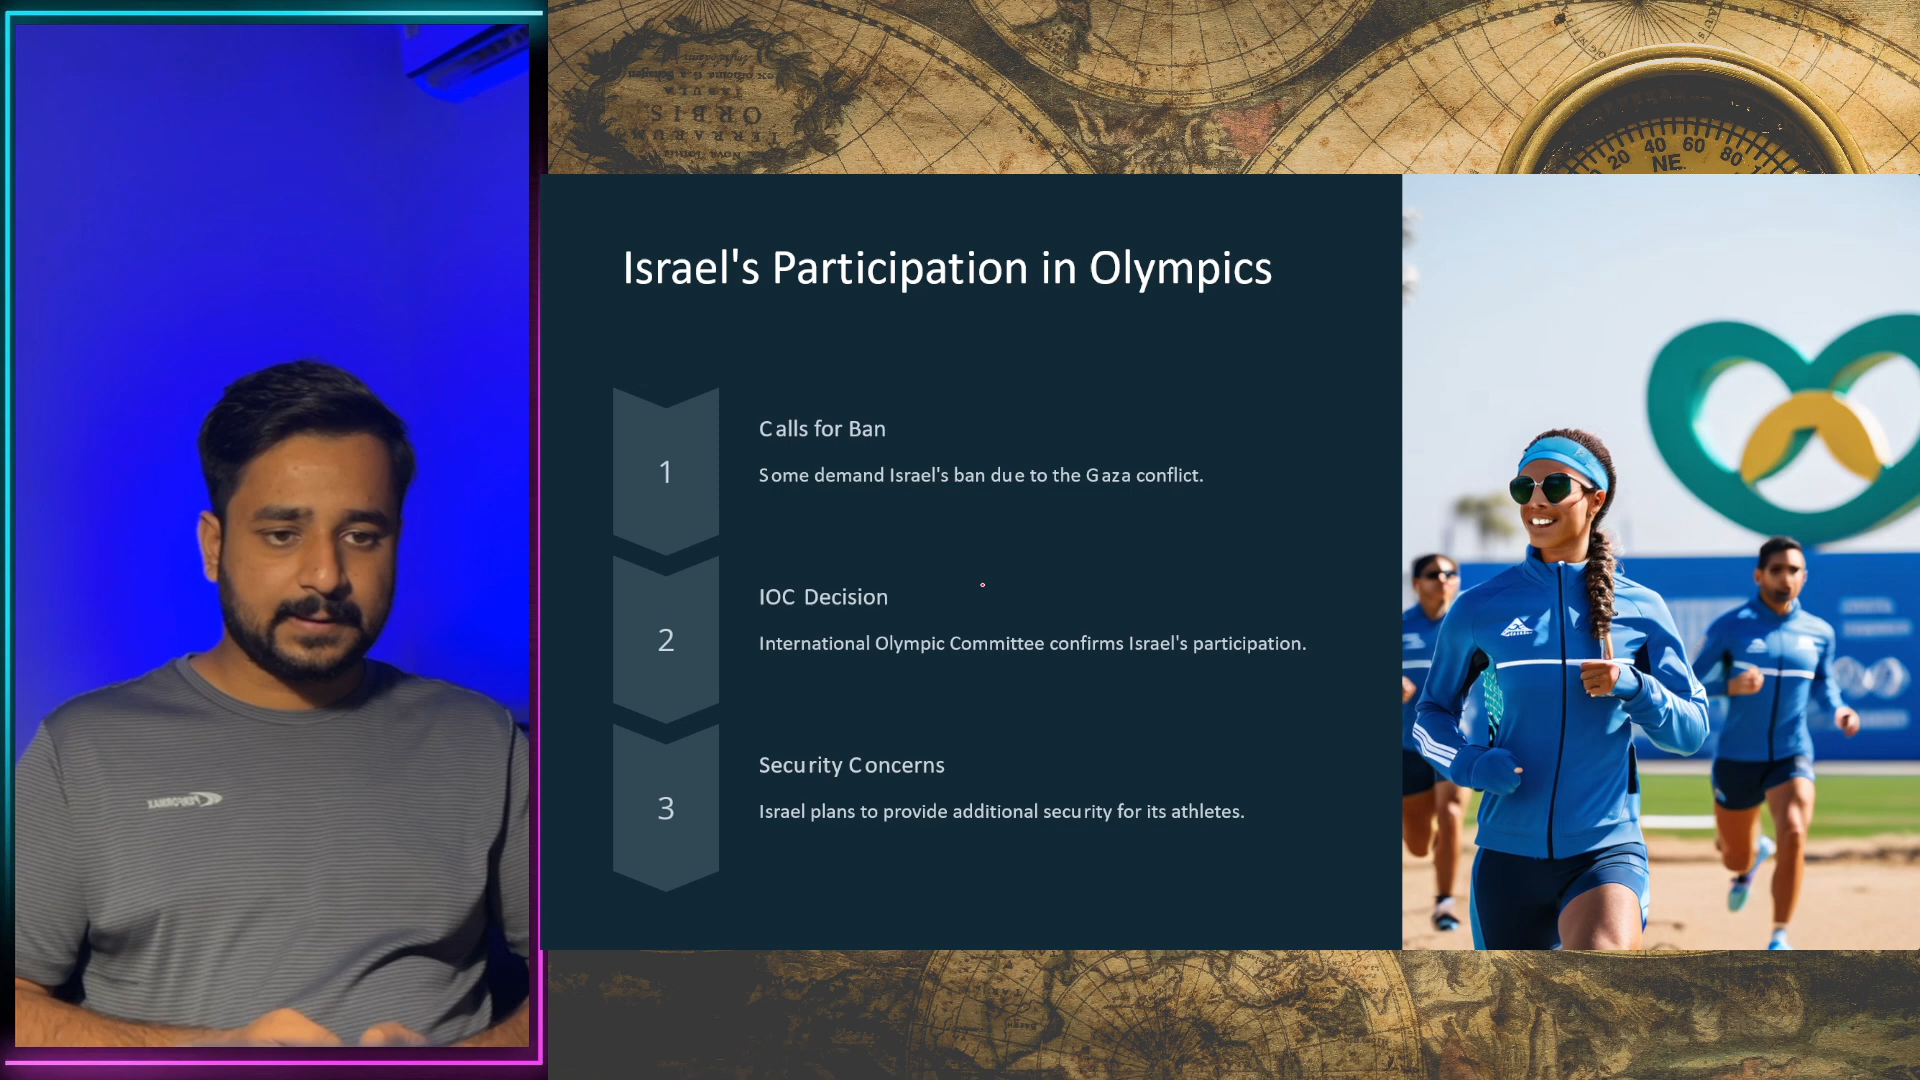 Israel's Participation in Olympics
1
Calls for Ban
Some demand Israel's ban due to the Gaza conflict.
2
IOC Decision
International Olympic Committee confirms Israel's participation.
3
Security Concerns
Israel plans to provide additional security for its athletes.
ORBIS
TERRARUM
20 40 60 80
NE